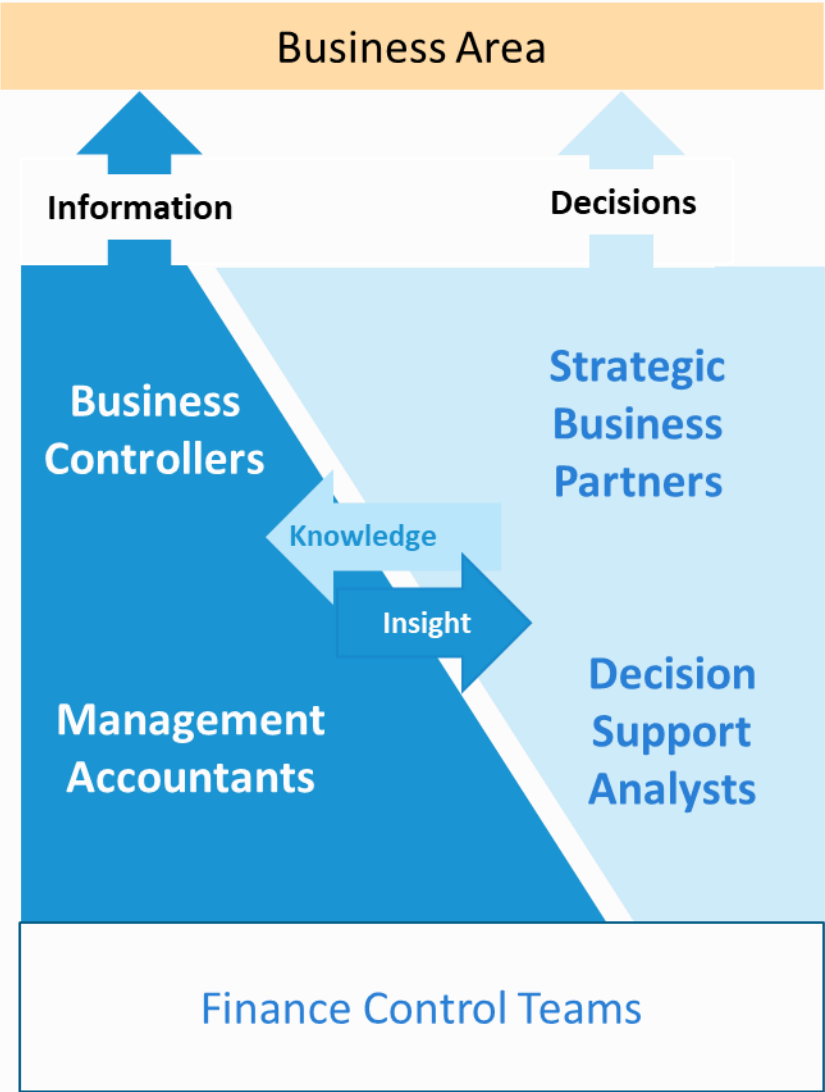 Business Area
Information
Decisions
Business
Controllers
Strategic
Business
Partners
Knowledge
Insight
Management
Accountants
Decision
Support
Analysts
Finance Control Teams